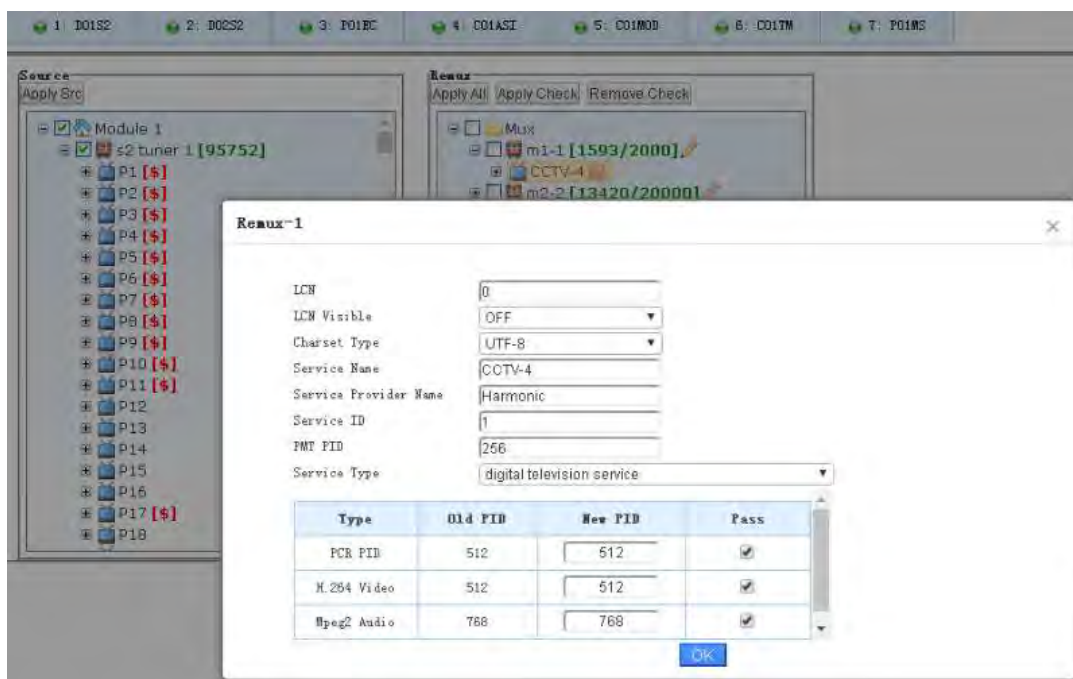 1: D01S2
2: D02S2
3: P01EC
4: C01ASI
5: C01MOD
6: C01TM
7: P01MS
Source
Apply Src
Module 1
s2 tuner 1 [95752]
P1 [$]
P2 [$]
P3 [$]
P4 [$]
P5 [$]
P6 [$]
P7 [$]
P8 [$]
P9 [$]
P10 [$]
P11 [$]
P12
P13
P14
P15
P16
P17 [$]
P18
Remux
Apply All Apply Check Remove Check
Mux
m1-1 [1593/2000]
CCTV-4
m2-2 [13420/20000]
Remux-1
LCN 0
LCN Visible OFF
Charset Type UTF-8
Service Name CCTV-4
Service Provider Name Harmonic
Service ID 1
PMT PID 256
Service Type digital television service
Type Old PID New PID Pass
PCR PID 512 512
H.264 Video 512 512
Mpeg2 Audio 768 768
OK